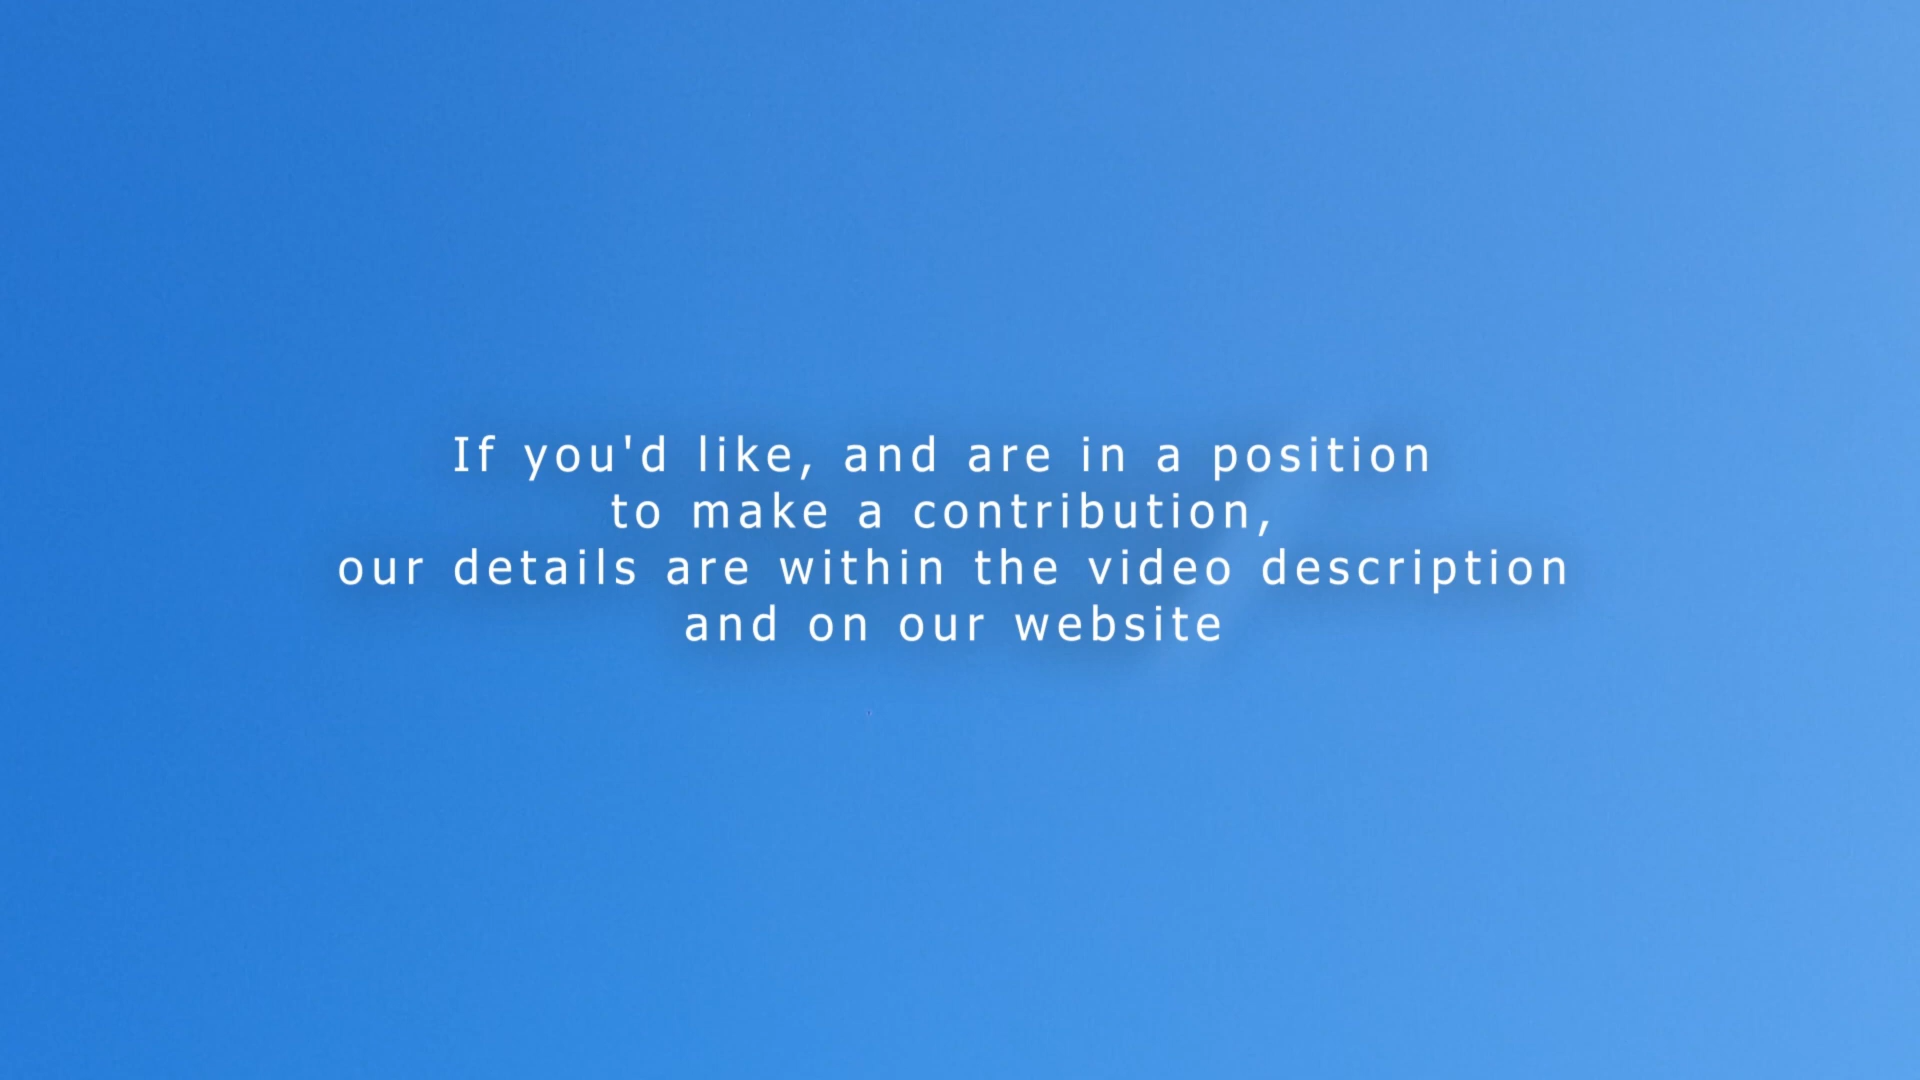 If you'd like, and are in a position
to make a contribution,
our details are within the video description
and on our website